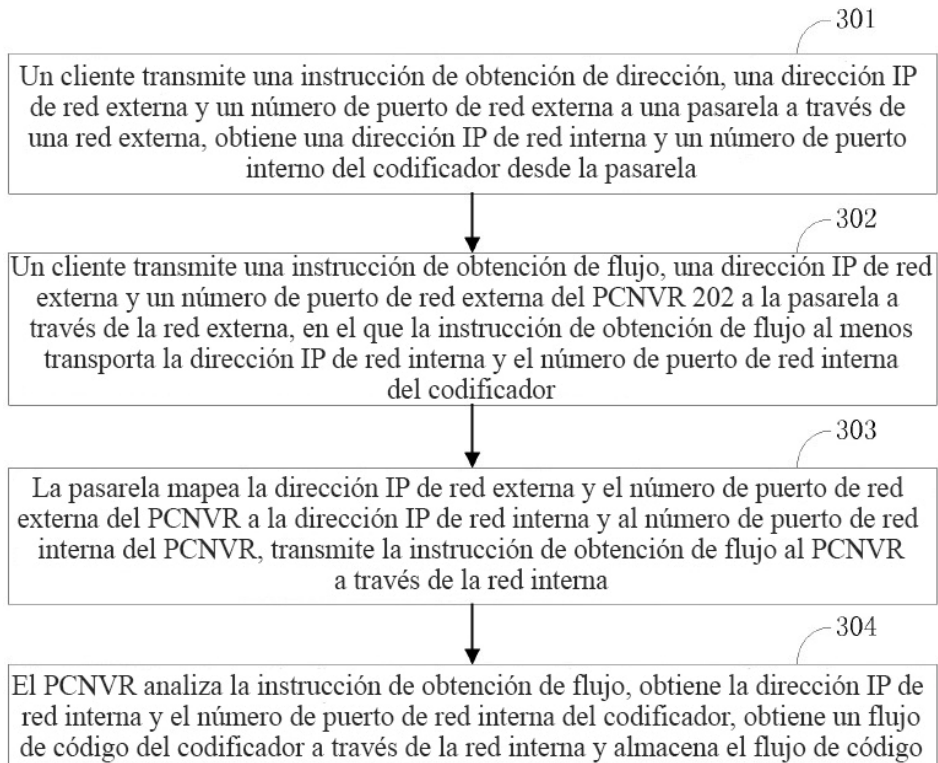 301
Un cliente transmite una instrucción de obtención de dirección, una dirección IP
de red externa y un número de puerto de red externa a una pasarela a través de
una red externa, obtiene una dirección IP de red interna y un número de puerto
interno del codificador desde la pasarela
302
Un cliente transmite una instrucción de obtención de flujo, una dirección IP de red
externa y un número de puerto de red externa del PCNVR 202 a la pasarela a
través de la red externa, en el que la instrucción de obtención de flujo al menos
transporta la dirección IP de red interna y el número de puerto de red interna
del codificador
303
La pasarela mapea la dirección IP de red externa y el número de puerto de red
externa del PCNVR a la dirección IP de red interna y al número de puerto de red
interna del PCNVR, transmite la instrucción de obtención de flujo al PCNVR
a través de la red interna
304
El PCNVR analiza la instrucción de obtención de flujo, obtiene la dirección IP de
red interna y el número de puerto de red interna del codificador, obtiene un flujo
de código del codificador a través de la red interna y almacena el flujo de código